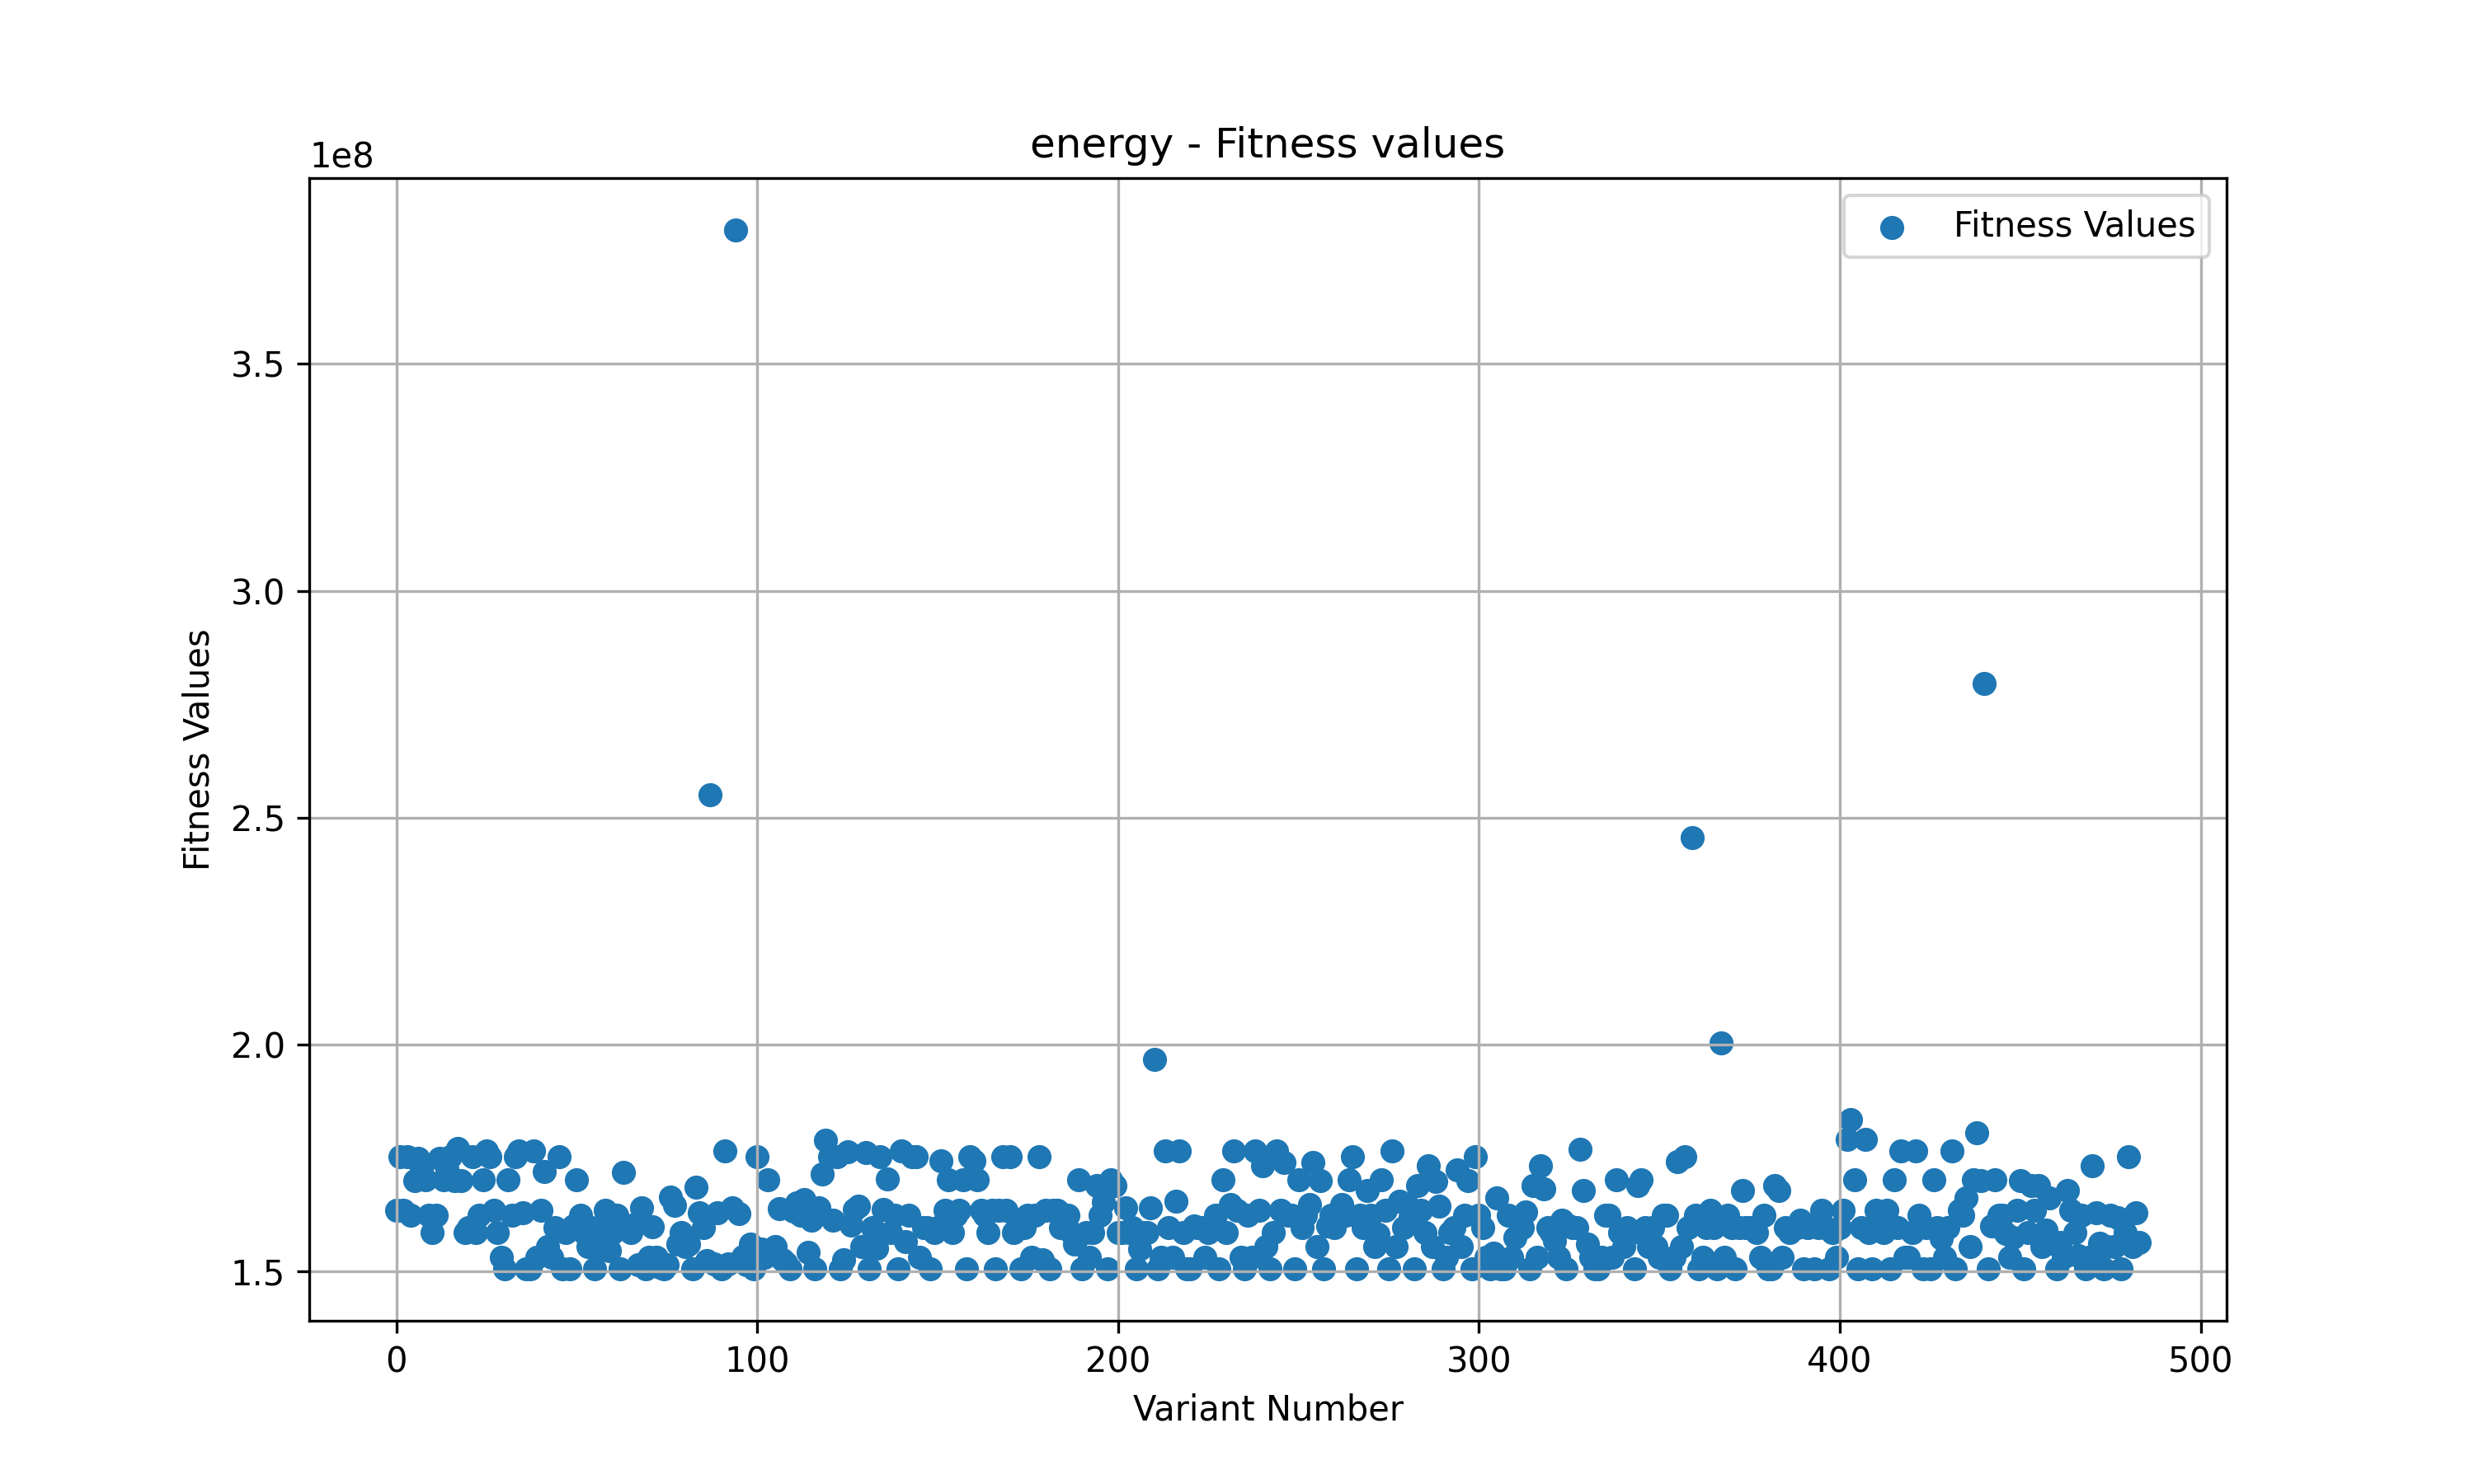 energy - Fitness values
1e8
Fitness Values
3.5
3.0
2.5
2.0
1.5
Fitness Values
0 100 200 300 400 500
Variant Number